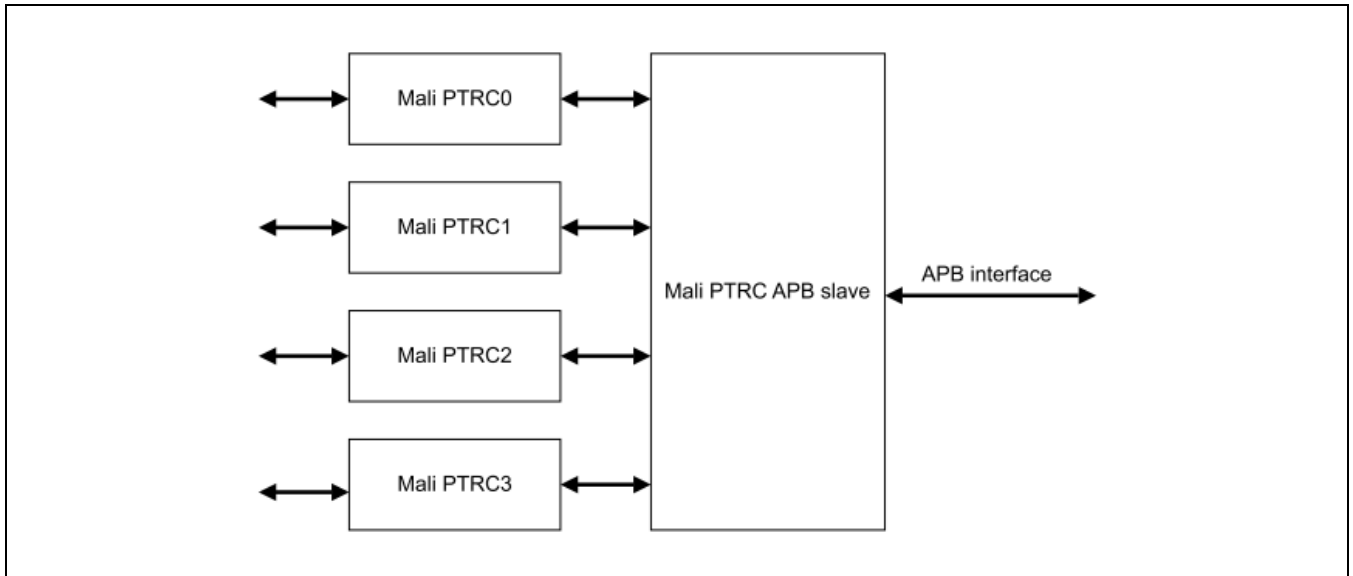 Mali PTRC0
Mali PTRC1
Mali PTRC2
Mali PTRC3
Mali PTRC APB slave
APB interface